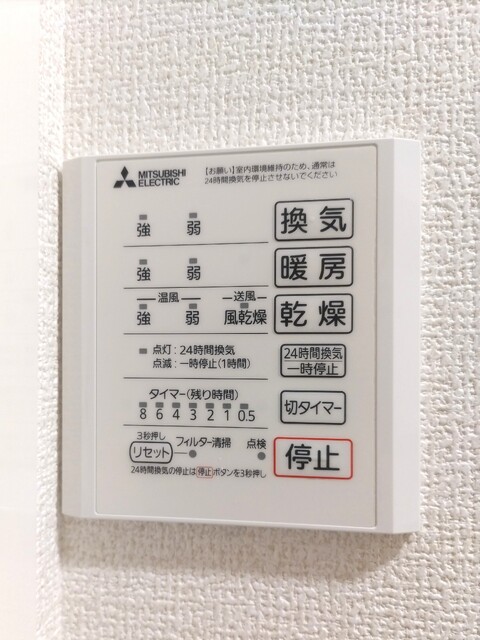 MITSUBISHI
ELECTRIC
【お願い】室内環境維持のため、通常は
24時間換気を停止させないでください
強 弱 換気
強 弱 暖房
温風 送風
強 弱 風乾燥 乾燥
点灯：24時間換気
点滅：一時停止(1時間)
24時間換気
一時停止
タイマー(残り時間)
8 6 4 3 2 1 0.5
切タイマー
3秒押し
リセット フィルター清掃 点検
停止
24時間換気の停止は停止ボタンを3秒押し